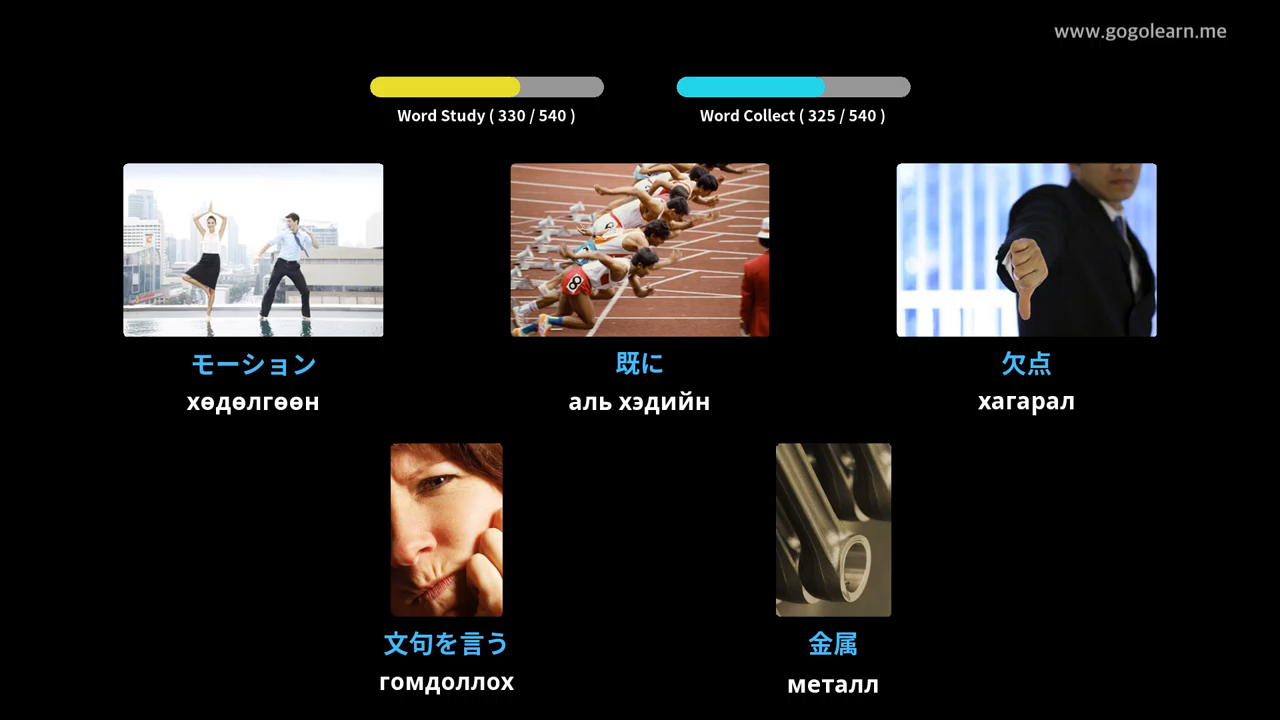 www.gogolearn.me
Word Study ( 330 / 540 )
Word Collect ( 325 / 540 )
モーション
既に
欠点
хөдөлгөөн
аль хэдийн
хагарал
文句を言う
金属
гомдоллох
металл